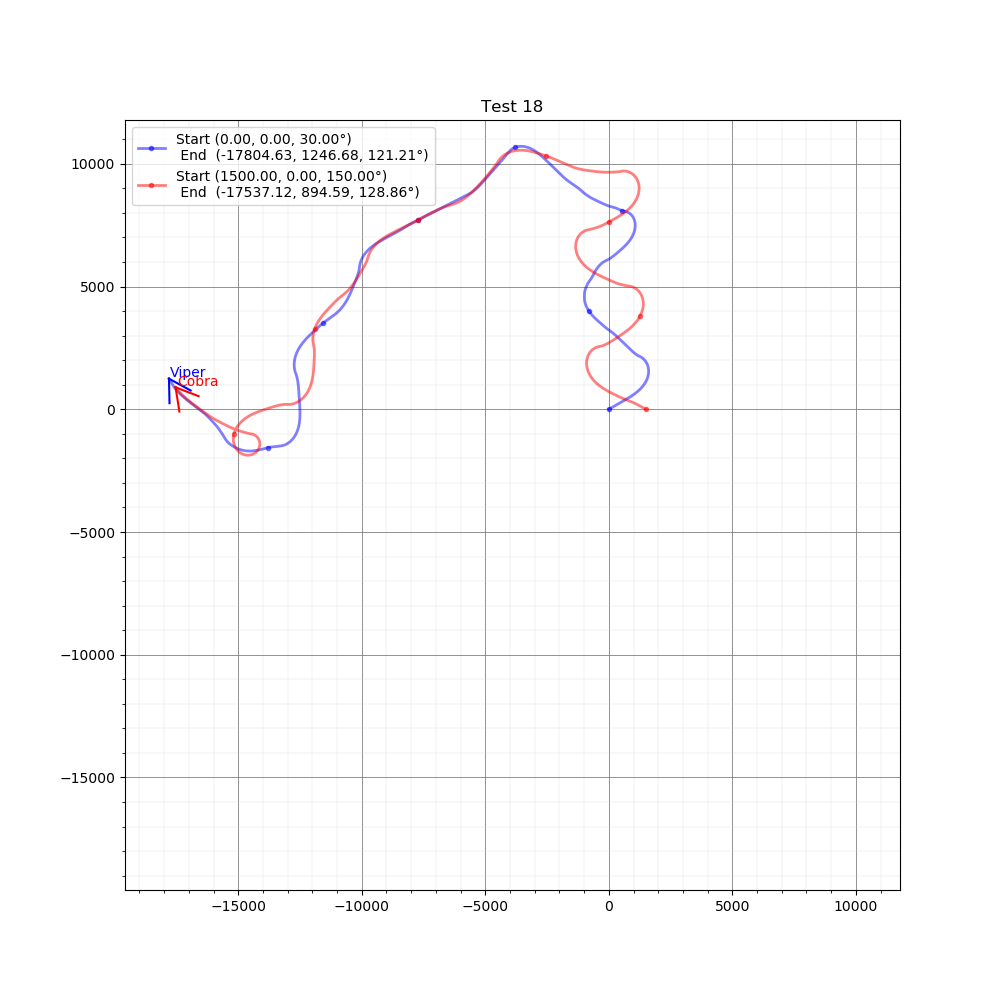 Test 18
Start (0.00, 0.00, 30.00°)
End  (-17804.63, 1246.68, 121.21°)
Start (1500.00, 0.00, 150.00°)
End  (-17537.12, 894.59, 128.86°)
10000
5000
Viper
Cobra
0
−5000
−10000
−15000
−15000 −10000 −5000 0 5000 10000